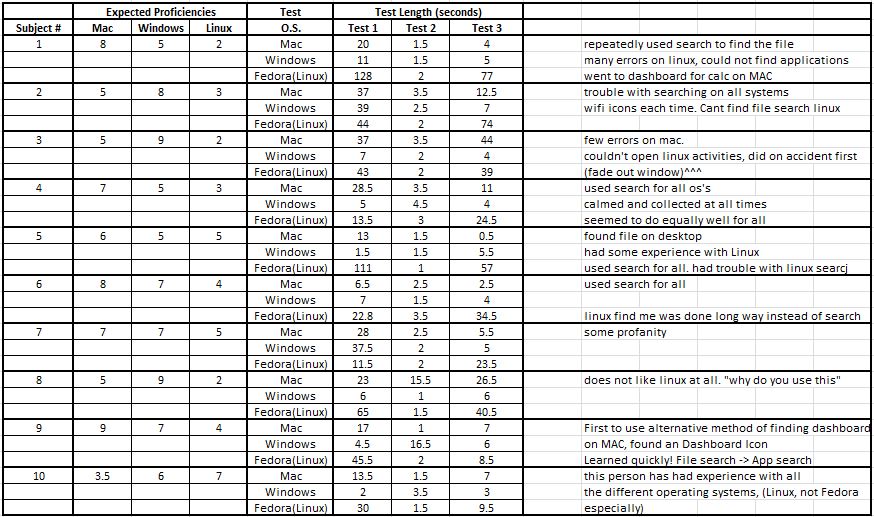 Expected Proficiencies Test Test Length (seconds)
Subject # Mac Windows Linux O.S. Test 1 Test 2 Test 3
1 8 5 2 Mac 20 1.5 4 repeatedly used search to find the file
Windows 11 1.5 5 many errors on linux, could not find applications
Fedora(Linux) 128 2 77 went to dashboard for calc on MAC
2 5 8 3 Mac 37 3.5 12.5 trouble with searching on all systems
Windows 39 2.5 7 wifi icons each time. Cant find file search linux
Fedora(Linux) 44 2 74
3 5 9 2 Mac 37 3.5 44 few errors on mac.
Windows 7 2 4 couldn't open linux activities, did on accident first
Fedora(Linux) 43 2 39 (fade out window)^^^
4 7 5 3 Mac 28.5 3.5 11 used search for all os's
Windows 5 4.5 4 calmed and collected at all times
Fedora(Linux) 13.5 3 24.5 seemed to do equally well for all
5 6 5 5 Mac 13 1.5 0.5 found file on desktop
Windows 1.5 1.5 5.5 had some experience with Linux
Fedora(Linux) 111 1 57 used search for all. had trouble with linux searcj
6 8 7 4 Mac 6.5 2.5 2.5 used search for all
Windows 7 1.5 4
Fedora(Linux) 22.8 3.5 34.5 linux find me was done long way instead of search
7 7 7 5 Mac 28 2.5 5.5 some profanity
Windows 37.5 2 5
Fedora(Linux) 11.5 2 23.5
8 5 9 2 Mac 23 15.5 26.5 does not like linux at all. "why do you use this"
Windows 6 1 6
Fedora(Linux) 65 1.5 40.5
9 9 7 4 Mac 17 1 7 First to use alternative method of finding dashboard
Windows 4.5 16.5 6 on MAC, found an Dashboard Icon
Fedora(Linux) 45.5 2 8.5 Learned quickly! File search -> App search
10 3.5 6 7 Mac 13.5 1.5 7 this person has had experience with all
Windows 2 3.5 3 the different operating systems, (Linux, not Fedora
Fedora(Linux) 30 1.5 9.5 especially)